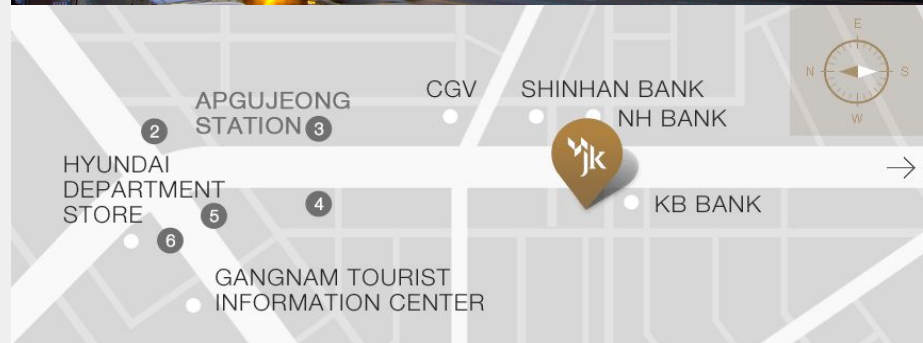 E
N S
W
CGV
SHINHAN BANK
NH BANK
APGUJEONG
STATION 3
2
jk
HYUNDAI
DEPARTMENT
STORE
5
4
KB BANK
6
GANGNAM TOURIST
INFORMATION CENTER